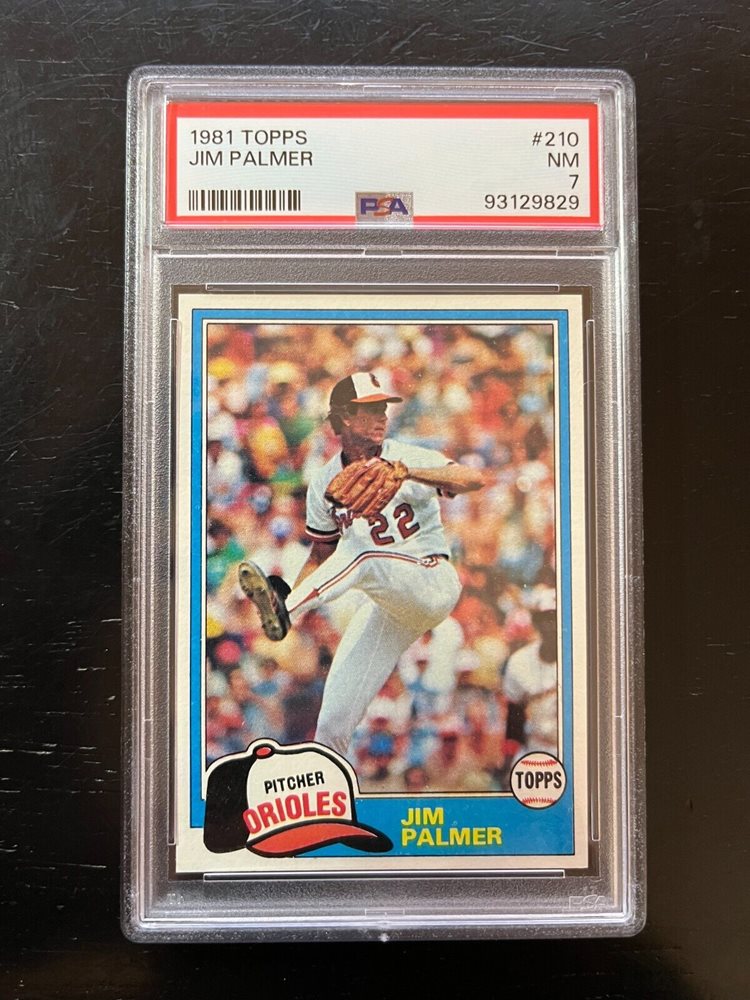 1981 TOPPS #210
JIM PALMER NM
7
PSA 93129829
22
PITCHER
ORIOLES
TOPPS
JIM
PALMER